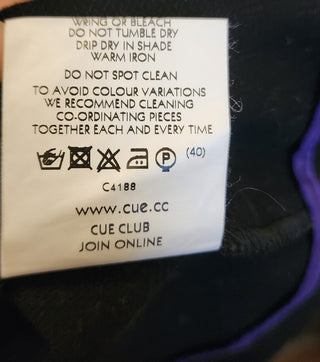 WRING OR BLEACH
DO NOT TUMBLE DRY
DRIP DRY IN SHADE
WARM IRON
DO NOT SPOT CLEAN
TO AVOID COLOUR VARIATIONS
WE RECOMMEND CLEANING
CO-ORDINATING PIECES
TOGETHER EACH AND EVERY TIME
P (40)
C4188
www.cue.cc
CUE CLUB
JOIN ONLINE